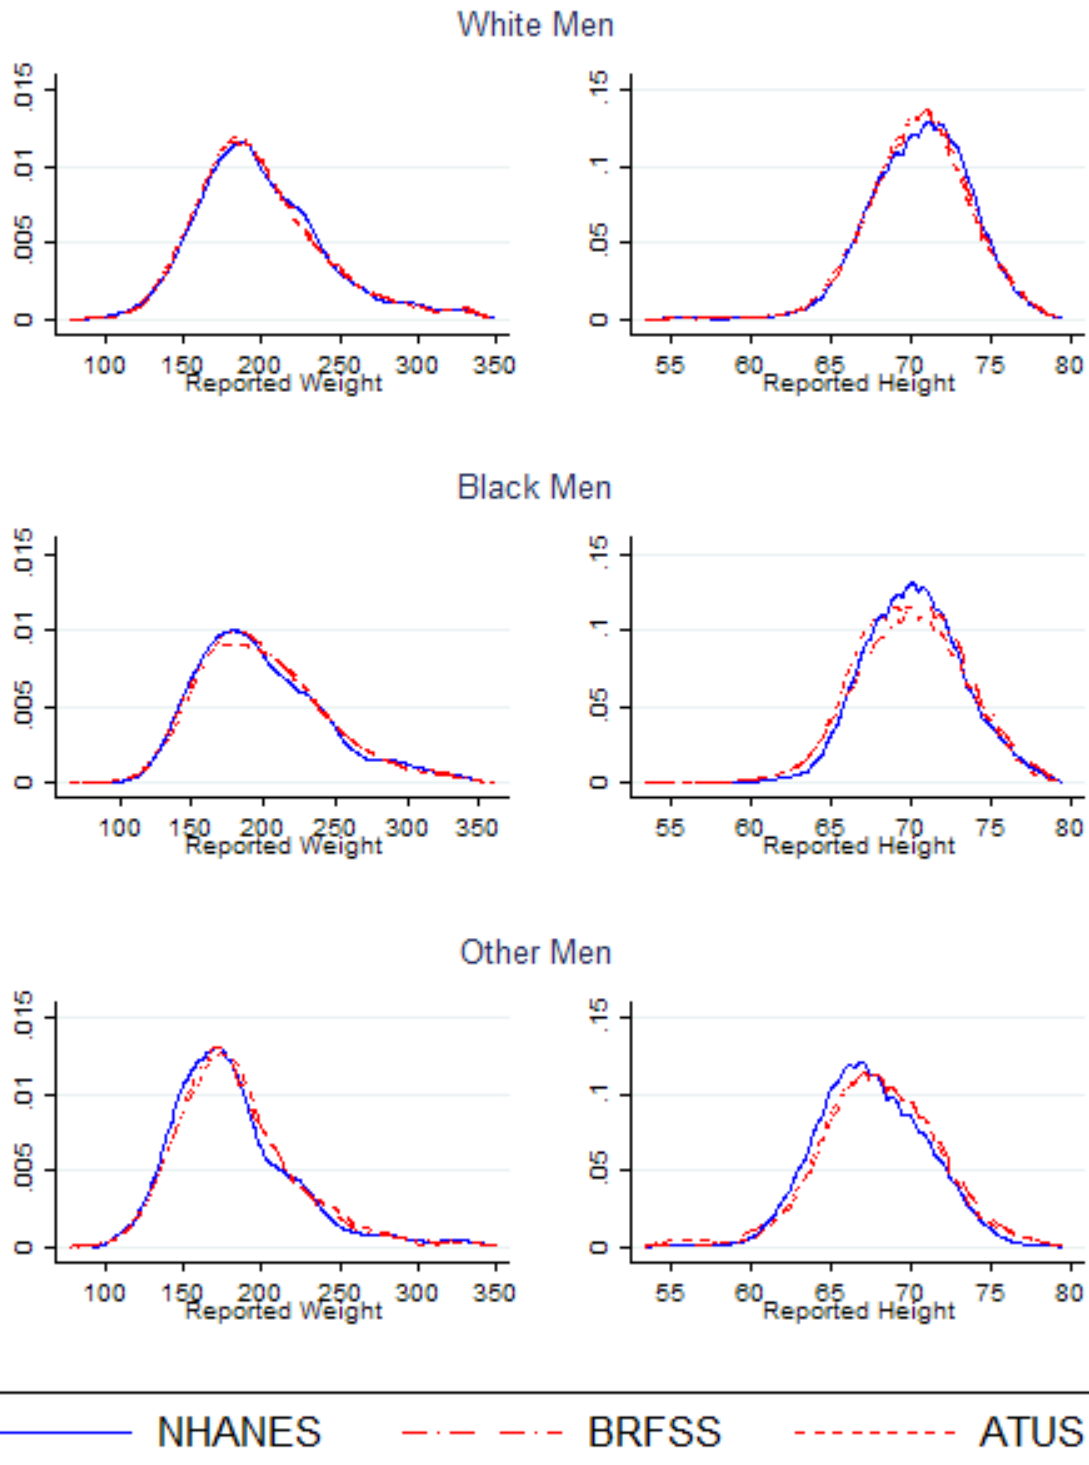 White Men
.015
.01
.005
0
100 150 200 250 300 350
Reported Weight
.15
.1
.05
0
55 60 65 70 75 80
Reported Height
Black Men
.015
.01
.005
0
100 150 200 250 300 350
Reported Weight
.15
.1
.05
0
55 60 65 70 75 80
Reported Height
Other Men
.015
.01
.005
0
100 150 200 250 300 350
Reported Weight
.15
.1
.05
0
55 60 65 70 75 80
Reported Height
NHANES BRFSS ATUS